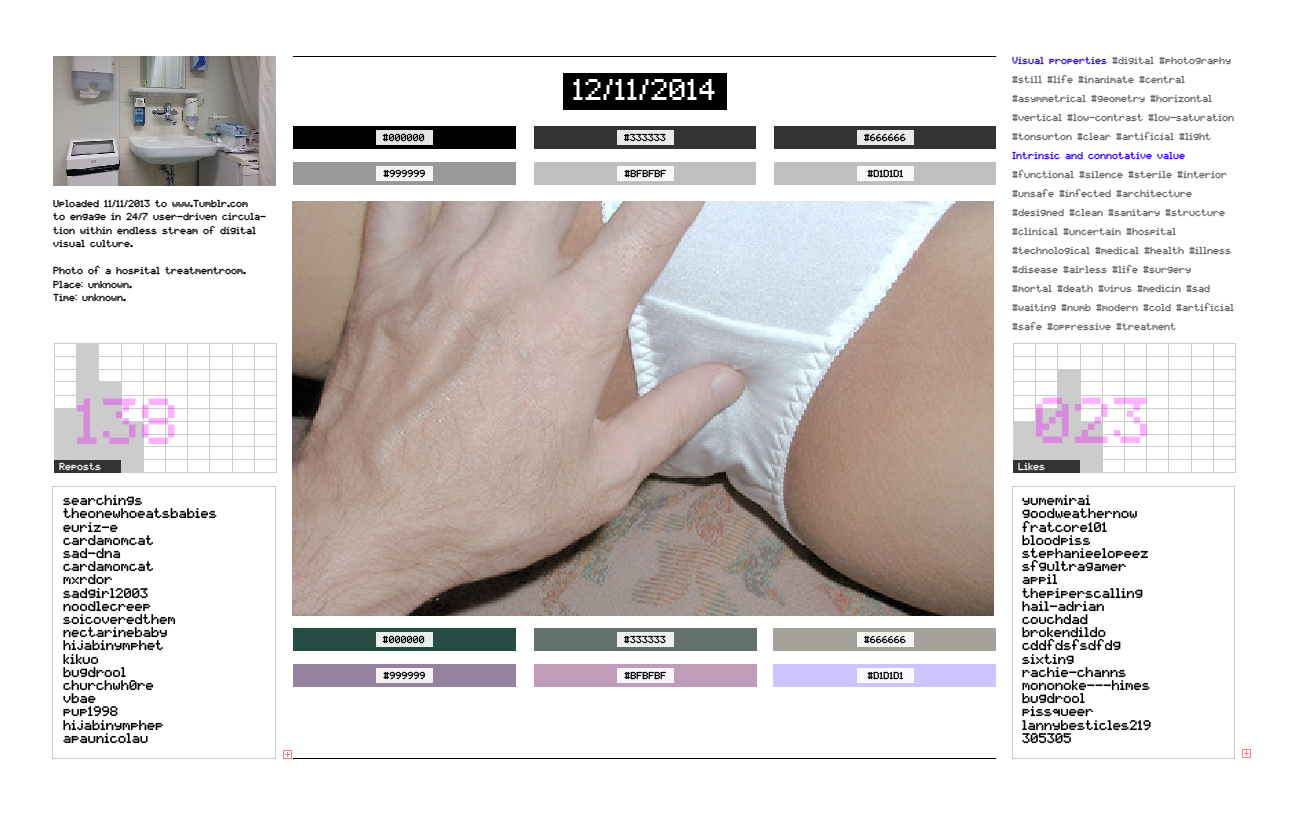 12/11/2014
#000000
#333333
#666666
#999999
#BFBFBF
#D1D1D1
Uploaded 11/11/2013 to www.Tumblr.com
to engage in 24/7 user-driven circula-
tion within endless stream of digital
visual culture.
Photo of a hospital treatmentroom.
Place: unknown.
Time: unknown.
138
Reposts
searchings
theonewhoeatsbabies
euriz-e
cardamomcat
sad-dna
cardamomcat
mxrdor
sadgirl2003
noodlecreep
soicoveredthem
nectarinebaby
hijabinymphet
kikuo
bugdrool
churchwh0re
vbae
pup1998
hijabinymphep
apaunicolau
#000000
#333333
#666666
#999999
#BFBFBF
#D1D1D1
Visual properties #digital #photography
#still #life #inanimate #central
#asymmetrical #geometry #horizontal
#vertical #low-contrast #low-saturation
#tonsurton #clear #artificial #light
Intrinsic and connotative value
#functional #silence #sterile #interior
#unsafe #infected #architecture
#designed #clean #sanitary #structure
#clinical #uncertain #hospital
#technological #medical #health #illness
#disease #airless #life #surgery
#mortal #death #virus #medicin #sad
#waiting #numb #modern #cold #artificial
#safe #oppressive #treatment
023
Likes
yumemirai
goodweathernow
fratcore101
bloodpiss
stephanieelopeez
sfgultragamer
appil
thepiperscalling
hail-adrian
couchdad
brokendildo
cddfdsfsdfdg
sixting
rachie-channs
mononoke---himes
bugdrool
pissqueer
lannybesticles219
305305